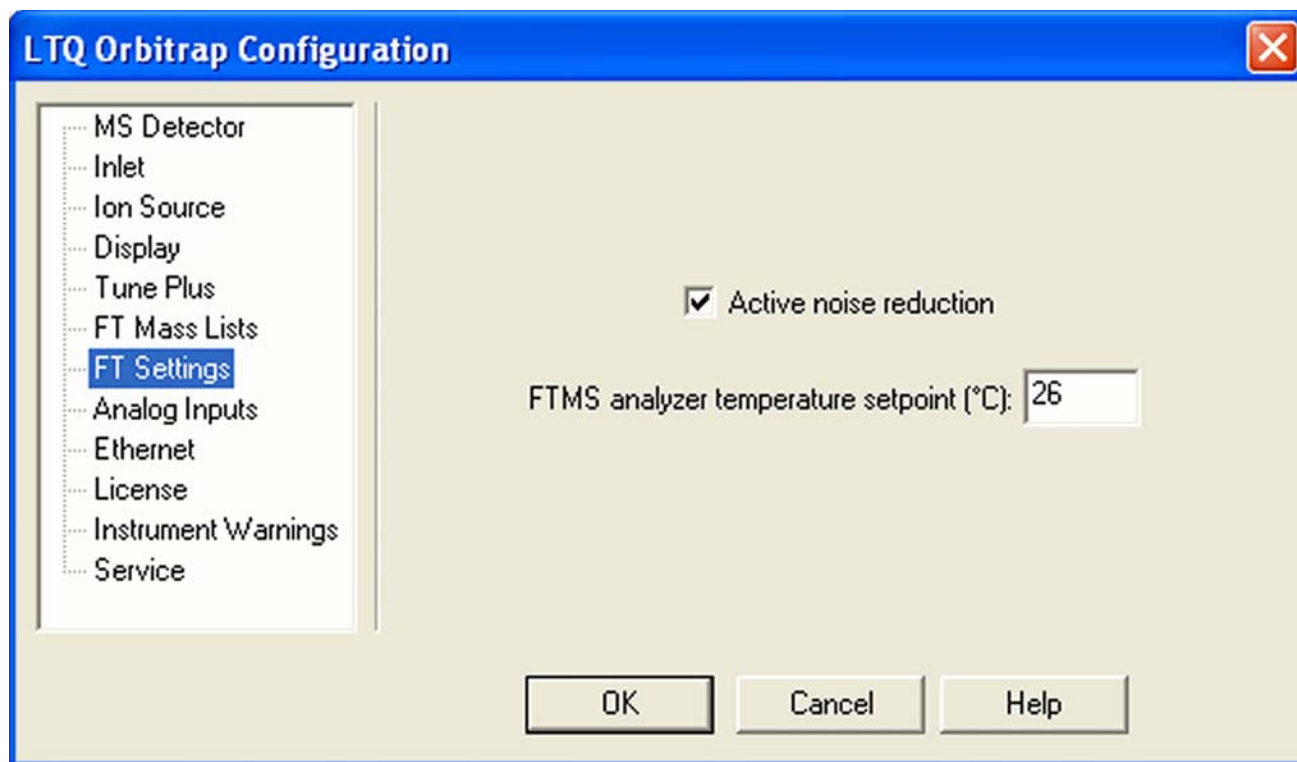 LTQ Orbitrap Configuration
MS Detector
Inlet
Ion Source
Display
Tune Plus
FT Mass Lists
FT Settings
Analog Inputs
Ethernet
License
Instrument Warnings
Service
Active noise reduction
FTMS analyzer temperature setpoint (°C): 26
OK Cancel Help